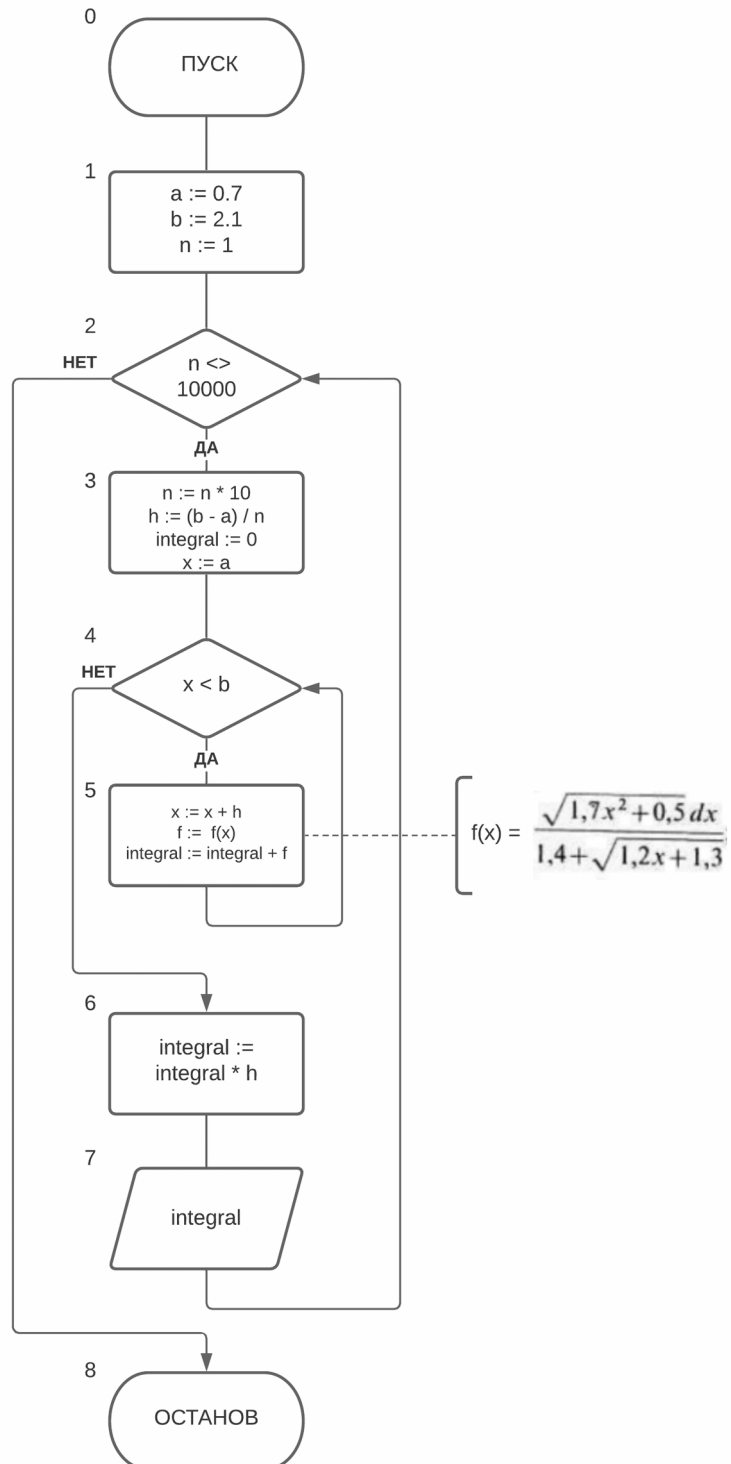 0
ПУСК
1
a := 0.7
b := 2.1
n := 1
2
НЕТ
n <>
10000
ДА
3
n := n * 10
h := (b - a) / n
integral := 0
x := a
4
НЕТ
x < b
ДА
5
x := x + h
f := f(x)
integral := integral + f
f(x) =
√1,7x²+0,5 dx
1,4+√1,2x+1,3
6
integral :=
integral * h
7
integral
8
ОСТАНОВ